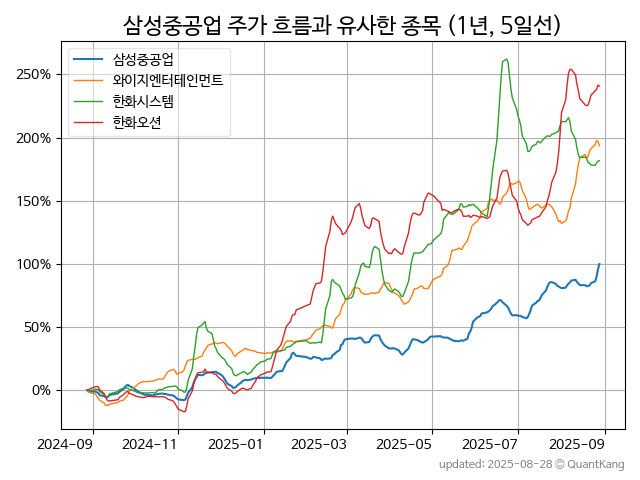 삼성중공업 주가 흐름과 유사한 종목 (1년, 5일선)
삼성중공업
와이지엔터테인먼트
한화시스템
한화오션
250%
200%
150%
100%
50%
0%
2024-09 2024-11 2025-01 2025-03 2025-05 2025-07 2025-09
updated: 2025-08-28 © QuantKang